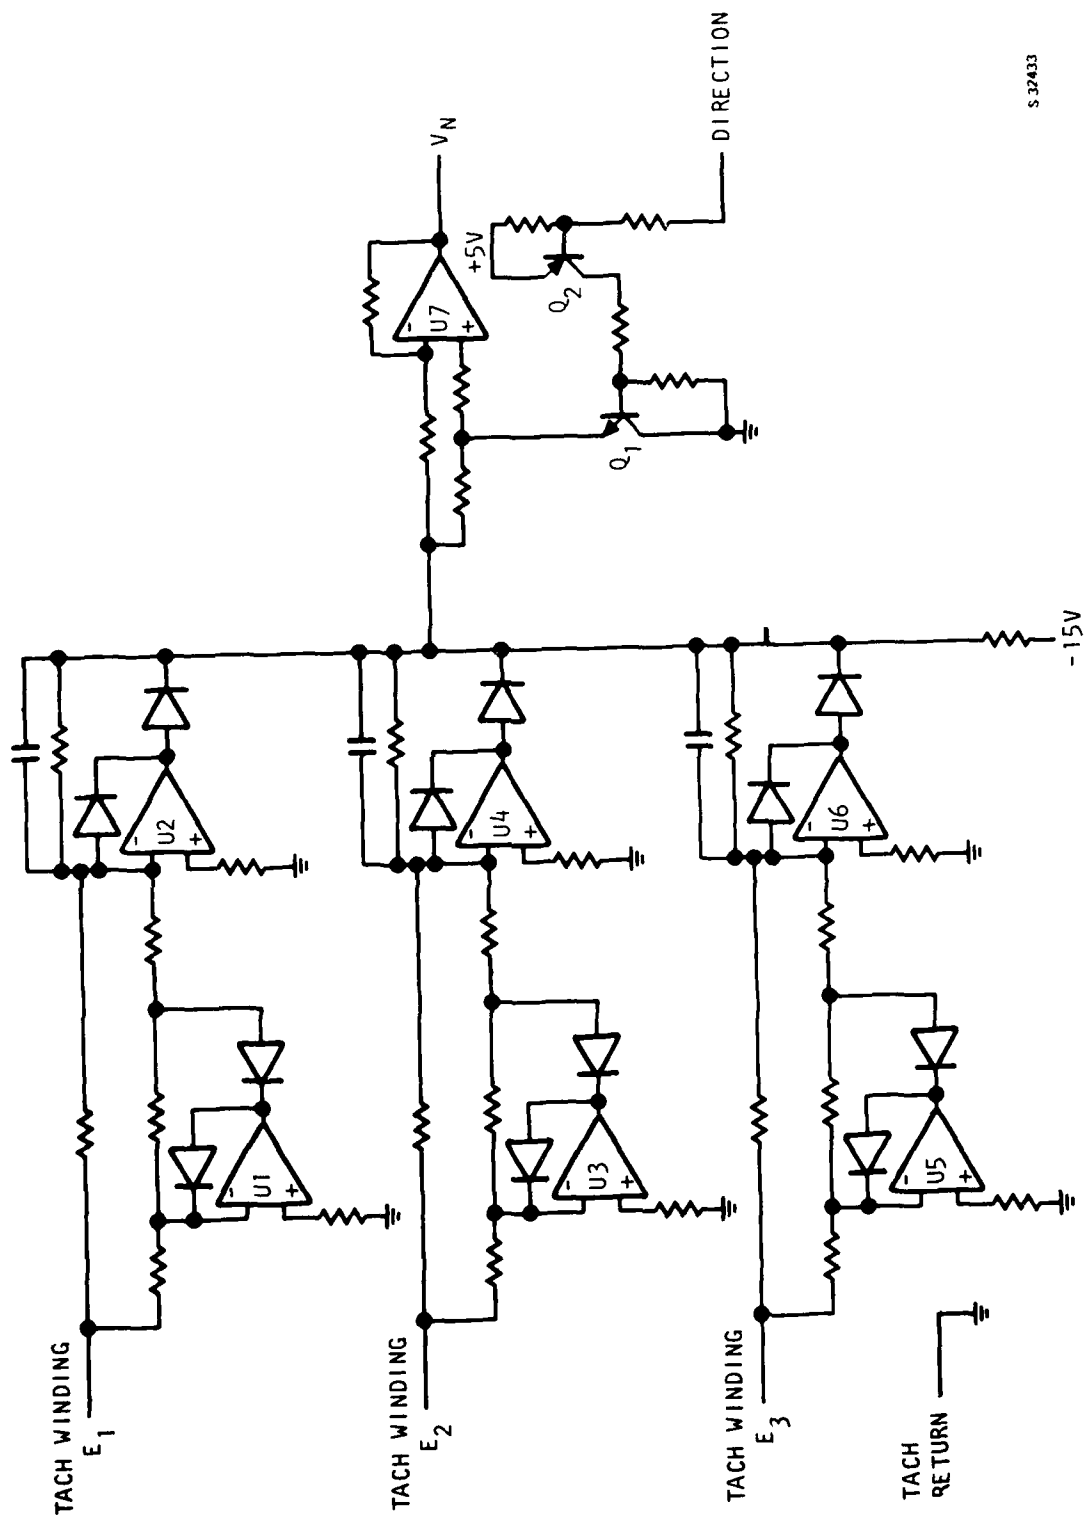 TACH WINDING
E1
U1
-
+
U2
-
+
TACH WINDING
E2
U3
-
+
U4
-
+
TACH WINDING
E3
U5
-
+
U6
-
+
TACH
RETURN
-15V
U7
-
+
VN
+5V
Q1
Q2
DIRECTION
S 32433